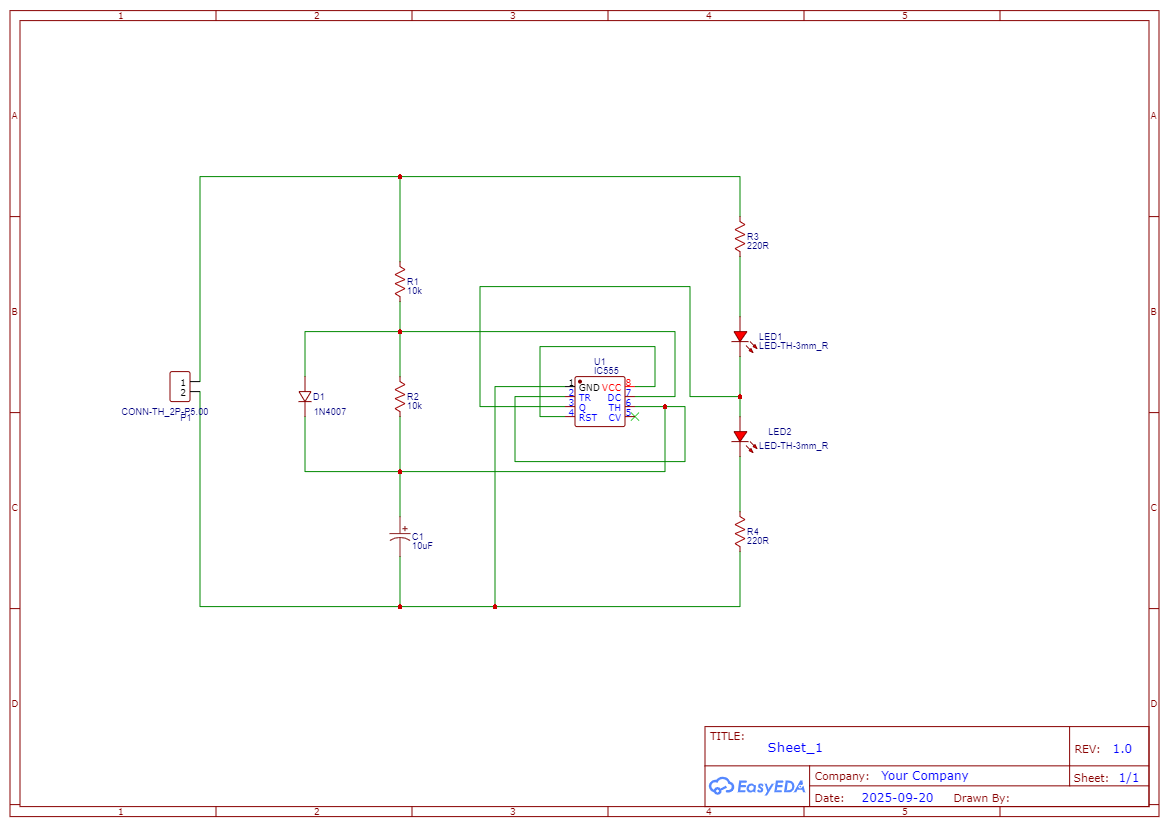 1 2 3 4 5
A A
R3
220R
R1
10k
B B
LED1
LED-TH-3mm_R
U1
IC555
1 GND VCC 8
2 TR DC 7
3 Q TH 6
4 RST CV 5
1
2
D1
1N4007
R2
10k
CONN-TH_2P-P5.00
P1
C C
LED2
LED-TH-3mm_R
+
C1
10uF
R4
220R
D D
TITLE:
Sheet_1
REV: 1.0
EasyEDA
Company: Your Company
Sheet: 1/1
Date: 2025-09-20 Drawn By:
1 2 3 4 5